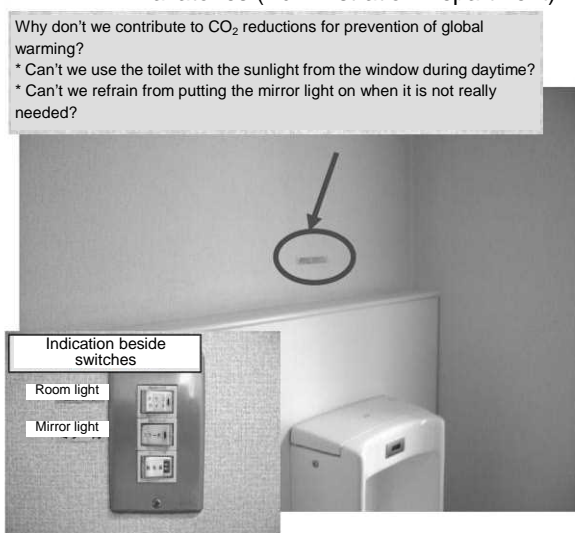 Why don't we contribute to CO₂ reductions for prevention of global
warming?
* Can't we use the toilet with the sunlight from the window during daytime?
* Can't we refrain from putting the mirror light on when it is not really
needed?
Indication beside
switches
Room light
Mirror light